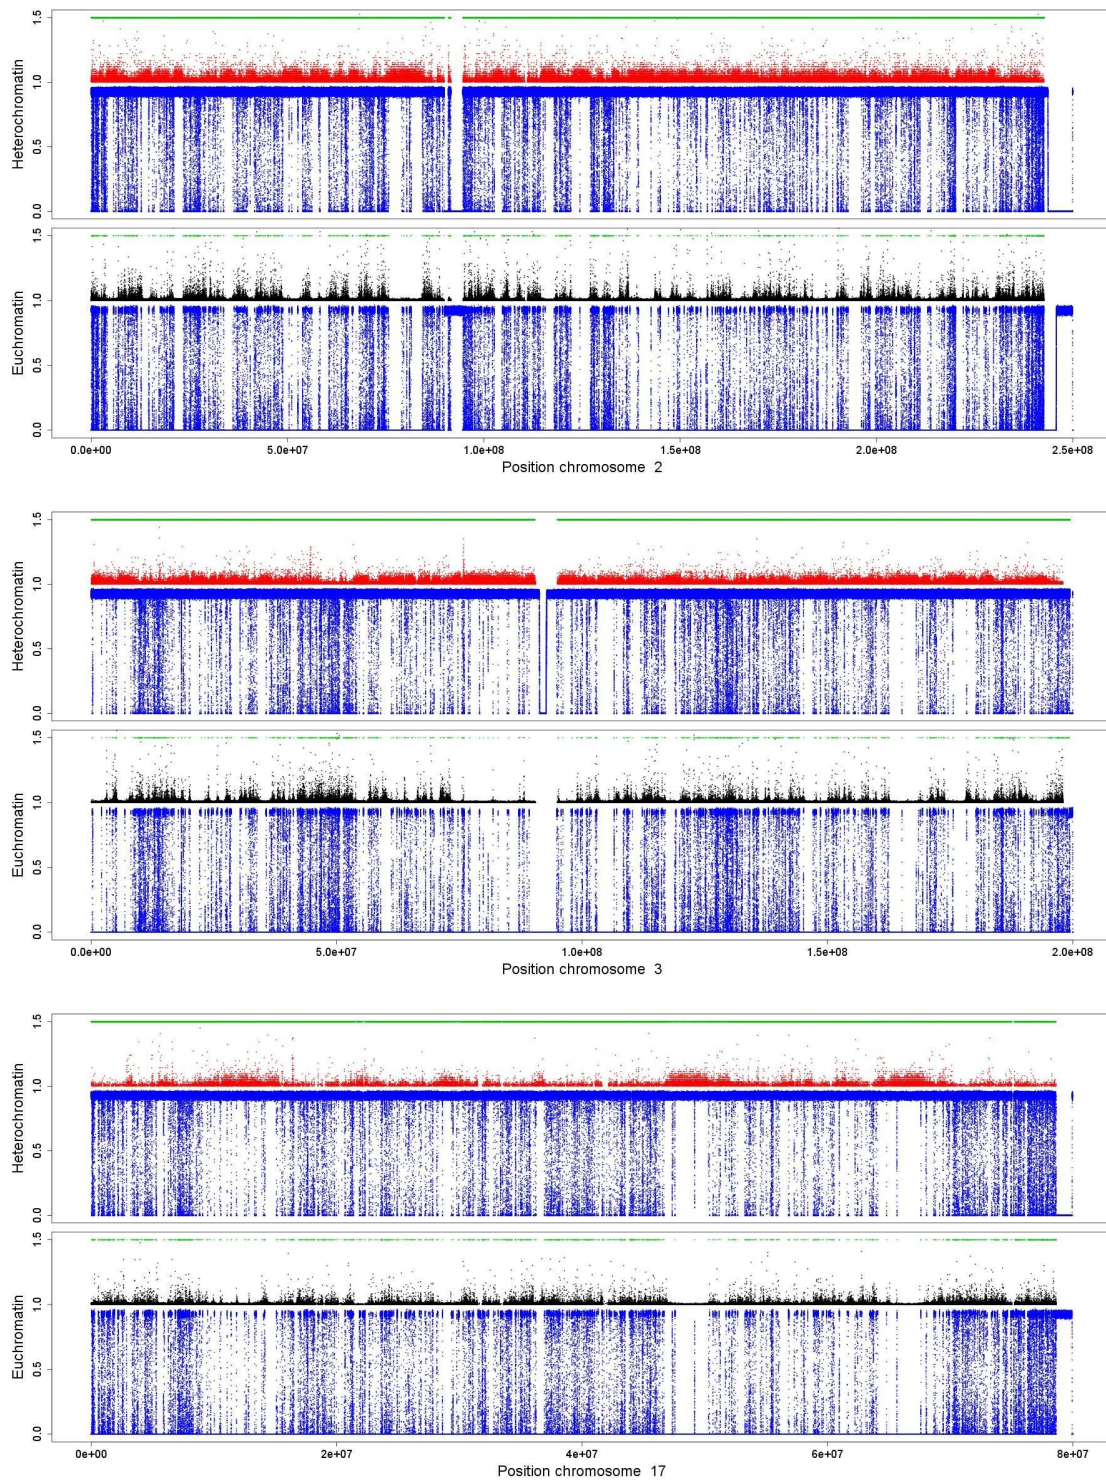 Heterochromatin
1.5
1.0
0.5
0.0
Euchromatin
1.5
1.0
0.5
0.0
0.0e+00 5.0e+07 1.0e+08 1.5e+08 2.0e+08 2.5e+08
Position chromosome 2
Heterochromatin
1.5
1.0
0.5
0.0
Euchromatin
1.5
1.0
0.5
0.0
0.0e+00 5.0e+07 1.0e+08 1.5e+08 2.0e+08
Position chromosome 3
Heterochromatin
1.5
1.0
0.5
0.0
Euchromatin
1.5
1.0
0.5
0.0
0e+00 2e+07 4e+07 6e+07 8e+07
Position chromosome 17